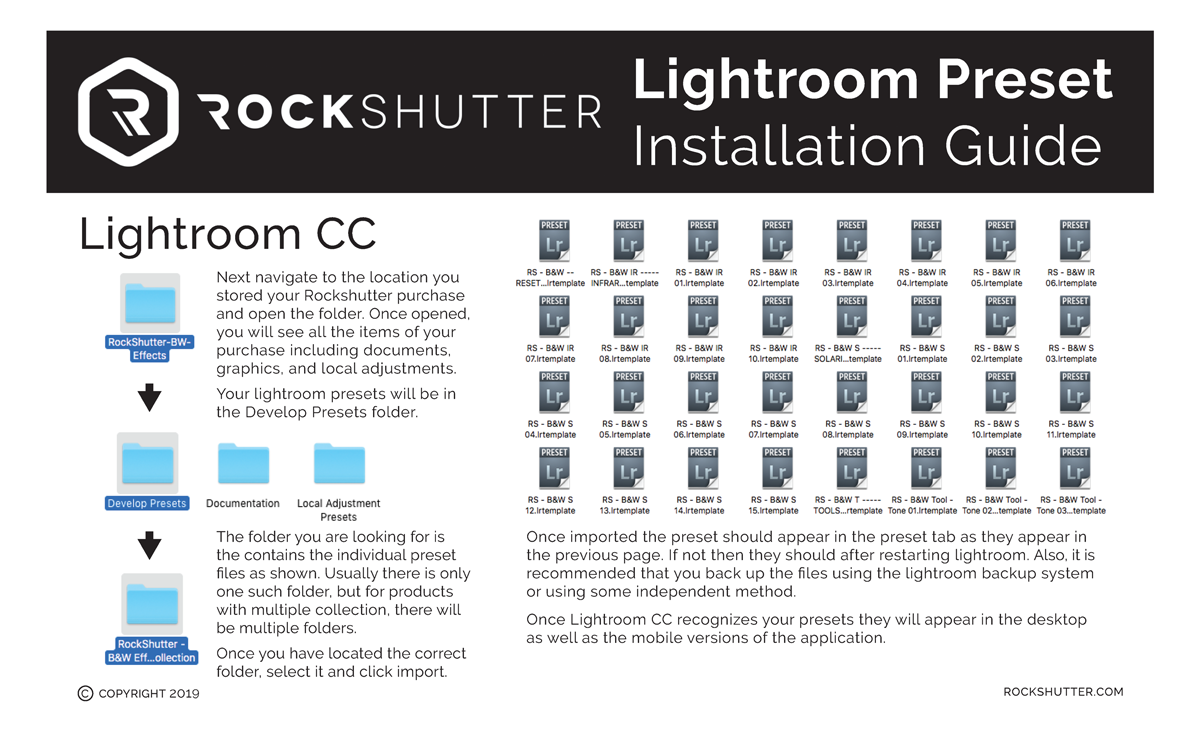 ROCKSHUTTER
Lightroom Preset
Installation Guide
Lightroom CC
RockShutter-BW-
Effects
Next navigate to the location you
stored your Rockshutter purchase
and open the folder. Once opened,
you will see all the items of your
purchase including documents,
graphics, and local adjustments.
Your lightroom presets will be in
the Develop Presets folder.
Develop Presets
Documentation
Local Adjustment
Presets
The folder you are looking for is
the contains the individual preset
files as shown. Usually there is only
one such folder, but for products
with multiple collection, there will
be multiple folders.
RockShutter -
B&W Eff...ollection
Once you have located the correct
folder, select it and click import.
PRESET PRESET PRESET PRESET PRESET PRESET PRESET PRESET
Lr Lr Lr Lr Lr Lr Lr Lr
RS - B&W -- RS - B&W IR ----- RS - B&W IR RS - B&W IR RS - B&W IR RS - B&W IR RS - B&W IR RS - B&W IR
RESET...lrtemplate INFRAR...template 01.lrtemplate 02.lrtemplate 03.lrtemplate 04.lrtemplate 05.lrtemplate 06.lrtemplate
PRESET PRESET PRESET PRESET PRESET PRESET PRESET PRESET
Lr Lr Lr Lr Lr Lr Lr Lr
RS - B&W IR RS - B&W IR RS - B&W IR RS - B&W IR RS - B&W S ----- RS - B&W S RS - B&W S RS - B&W S
07.lrtemplate 08.lrtemplate 09.lrtemplate 10.lrtemplate SOLARI...template 01.lrtemplate 02.lrtemplate 03.lrtemplate
PRESET PRESET PRESET PRESET PRESET PRESET PRESET PRESET
Lr Lr Lr Lr Lr Lr Lr Lr
RS - B&W S RS - B&W S RS - B&W S RS - B&W S RS - B&W S RS - B&W S RS - B&W S RS - B&W S
04.lrtemplate 05.lrtemplate 06.lrtemplate 07.lrtemplate 08.lrtemplate 09.lrtemplate 10.lrtemplate 11.lrtemplate
PRESET PRESET PRESET PRESET PRESET PRESET PRESET PRESET
Lr Lr Lr Lr Lr Lr Lr Lr
RS - B&W S RS - B&W S RS - B&W S RS - B&W S RS - B&W T ----- RS - B&W Tool - RS - B&W Tool - RS - B&W Tool -
12.lrtemplate 13.lrtemplate 14.lrtemplate 15.lrtemplate TOOLS...rtemplate Tone 01.lrtemplate Tone 02...template Tone 03...template
Once imported the preset should appear in the preset tab as they appear in
the previous page. If not then they should after restarting lightroom. Also, it is
recommended that you back up the files using the lightroom backup system
or using some independent method.
Once Lightroom CC recognizes your presets they will appear in the desktop
as well as the mobile versions of the application.
© COPYRIGHT 2019
ROCKSHUTTER.COM